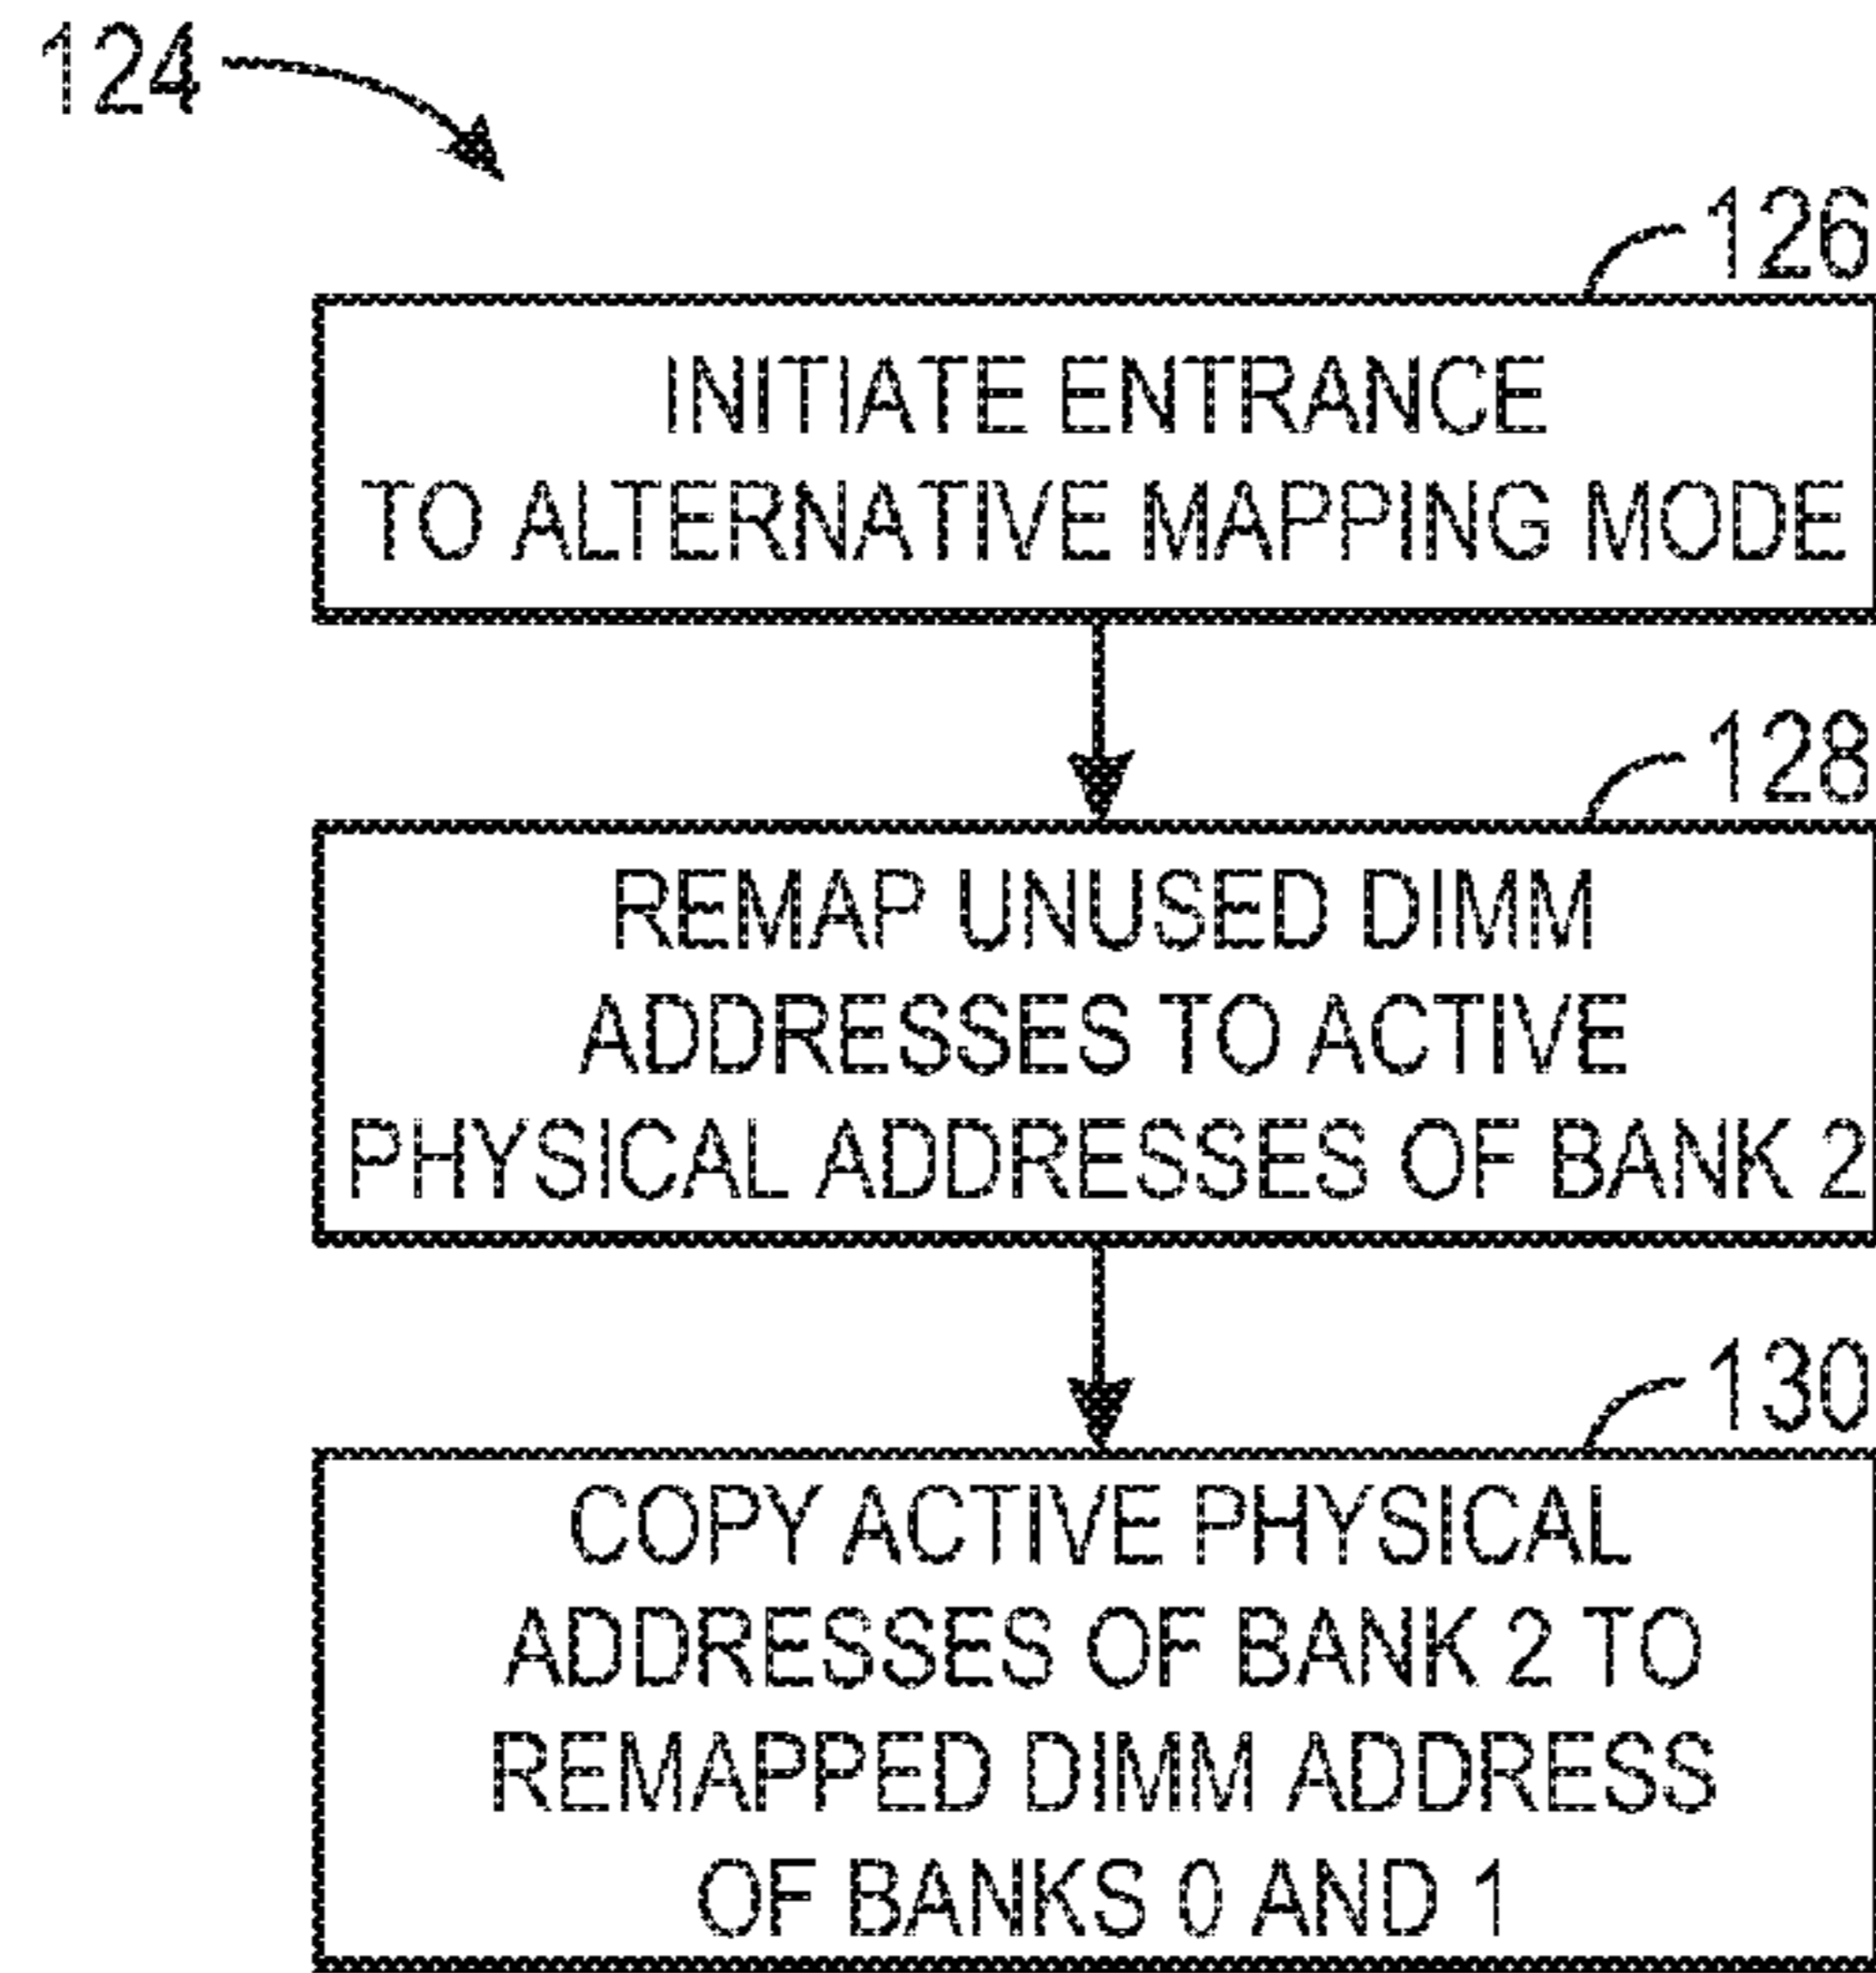 124
126
INITIATE ENTRANCE
TO ALTERNATIVE MAPPING MODE
128
REMAP UNUSED DIMM
ADDRESSES TO ACTIVE
PHYSICAL ADDRESSES OF BANK 2
130
COPY ACTIVE PHYSICAL
ADDRESSES OF BANK 2 TO
REMAPPED DIMM ADDRESS
OF BANKS 0 AND 1